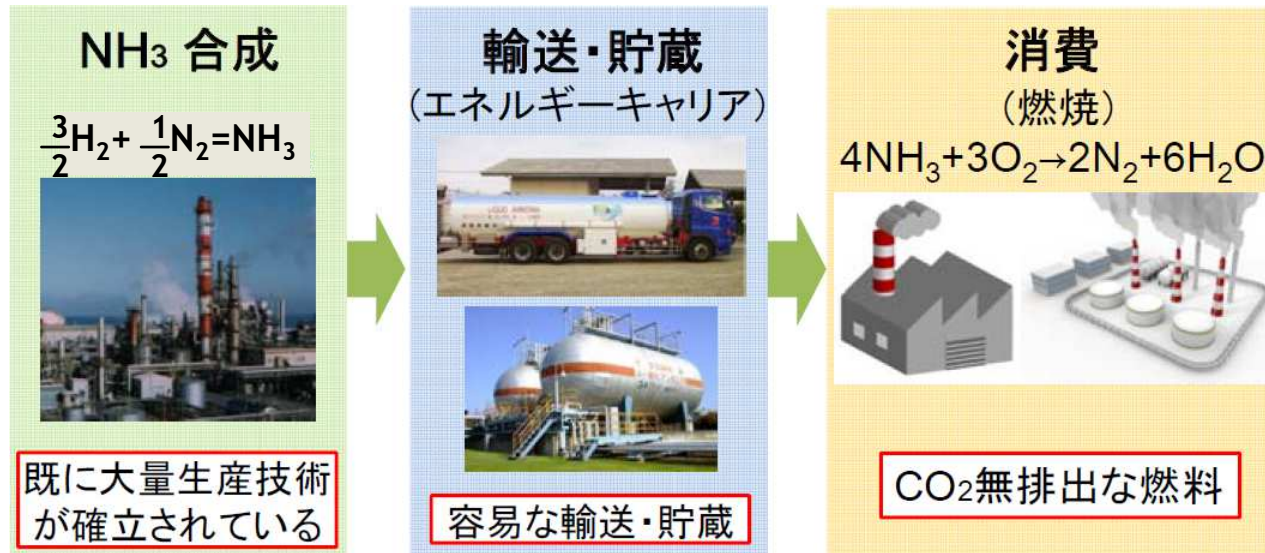 NH₃ 合成
3/2H₂+ 1/2N₂=NH₃
既に大量生産技術
が確立されている
輸送・貯蔵
(エネルギーキャリア)
容易な輸送・貯蔵
消費
(燃焼)
4NH₃+3O₂→2N₂+6H₂O
CO₂無排出な燃料